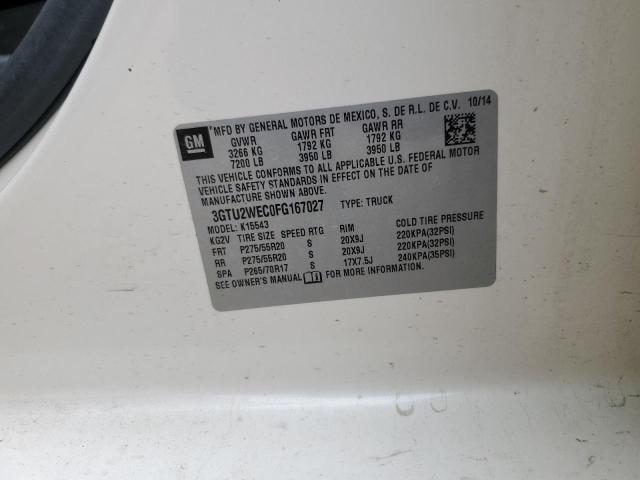 GM
MFD BY GENERAL MOTORS DE MEXICO, S. DE R.L. DE C.V. 10/14
GVWR GAWR FRT GAWR RR
3266 KG 1792 KG 1792 KG
7200 LB 3950 LB 3950 LB
THIS VEHICLE CONFORMS TO ALL APPLICABLE U.S. FEDERAL MOTOR
VEHICLE SAFETY STANDARDS IN EFFECT ON THE DATE OF
MANUFACTURE SHOWN ABOVE.
3GTU2WEC0FG167027 TYPE: TRUCK
MODEL: K15543
KG2V TIRE SIZE SPEED RTG RIM COLD TIRE PRESSURE
FRT P275/55R20 S 20X9J 220KPA(32PSI)
RR P275/55R20 S 20X9J 220KPA(32PSI)
SPA P265/70R17 S 17X7.5J 240KPA(35PSI)
SEE OWNER'S MANUAL FOR MORE INFORMATION.